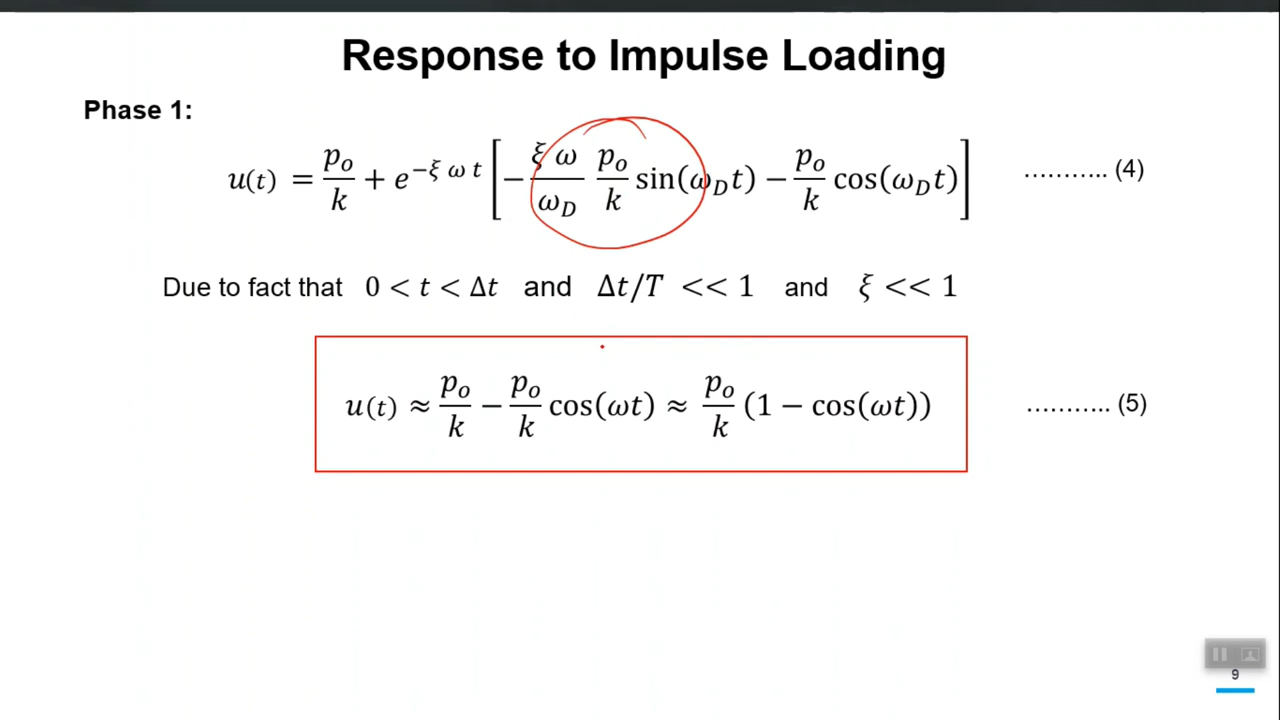 Response to Impulse Loading
Phase 1:
u(t) = p_o/k + e^{−ξ ω t} [ − (ξ ω/ω_D) (p_o/k) sin(ω_D t) − (p_o/k) cos(ω_D t) ] ……….. (4)
Due to fact that 0 < t < Δt and Δt/T << 1 and ξ << 1
u(t) ≈ p_o/k − (p_o/k) cos(ωt) ≈ (p_o/k) (1 − cos(ωt)) ……….. (5)
9